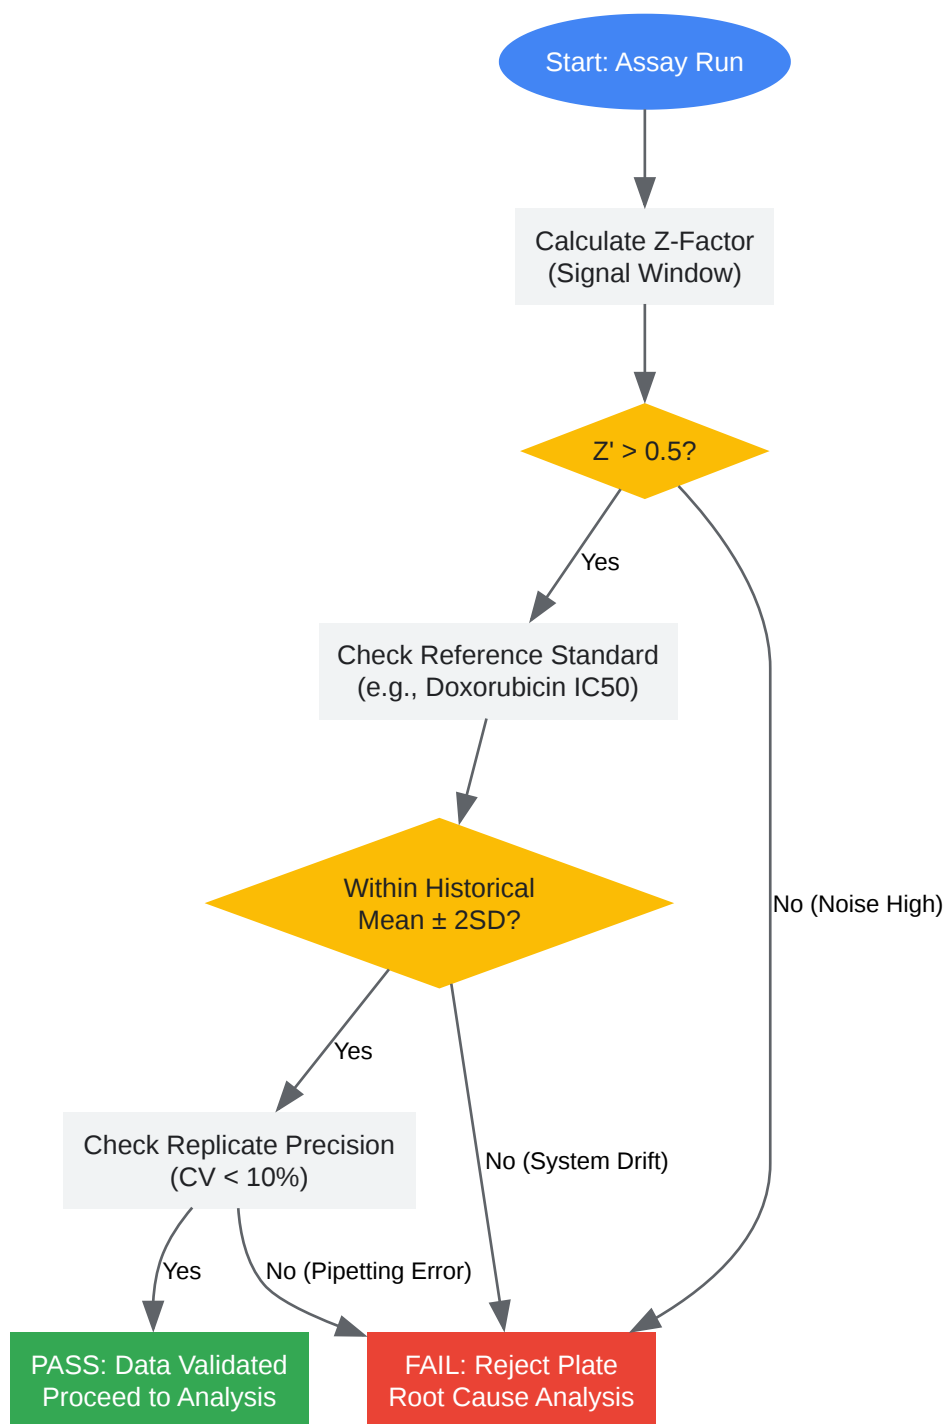 Start: Assay Run
Calculate Z-Factor
(Signal Window)
Z' > 0.5?
Yes
Check Reference Standard
(e.g., Doxorubicin IC50)
Within Historical
Mean ± 2SD?
No (Noise High)
Yes
Check Replicate Precision
(CV < 10%)
No (System Drift)
Yes
No (Pipetting Error)
PASS: Data Validated
Proceed to Analysis
FAIL: Reject Plate
Root Cause Analysis